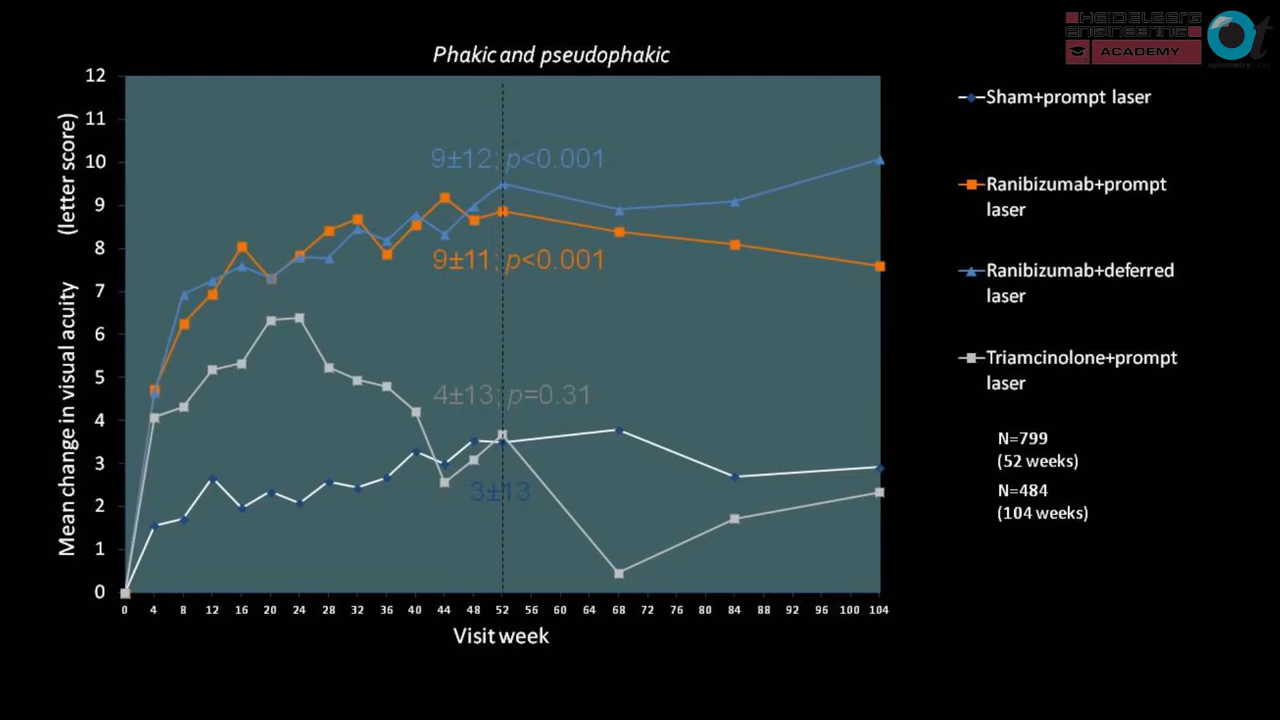 HEIDELBERG
ENGINEERING
ACADEMY
Phakic and pseudophakic
Mean change in visual acuity (letter score)
12
11
10
9
8
7
6
5
4
3
2
1
0
9±12; p<0.001
9±11; p<0.001
4±13; p=0.31
3±13
0 4 8 12 16 20 24 28 32 36 40 44 48 52 56 60 64 68 72 76 80 84 88 92 96 100 104
Visit week
Sham+prompt laser
Ranibizumab+prompt
laser
Ranibizumab+deferred
laser
Triamcinolone+prompt
laser
N=799
(52 weeks)
N=484
(104 weeks)